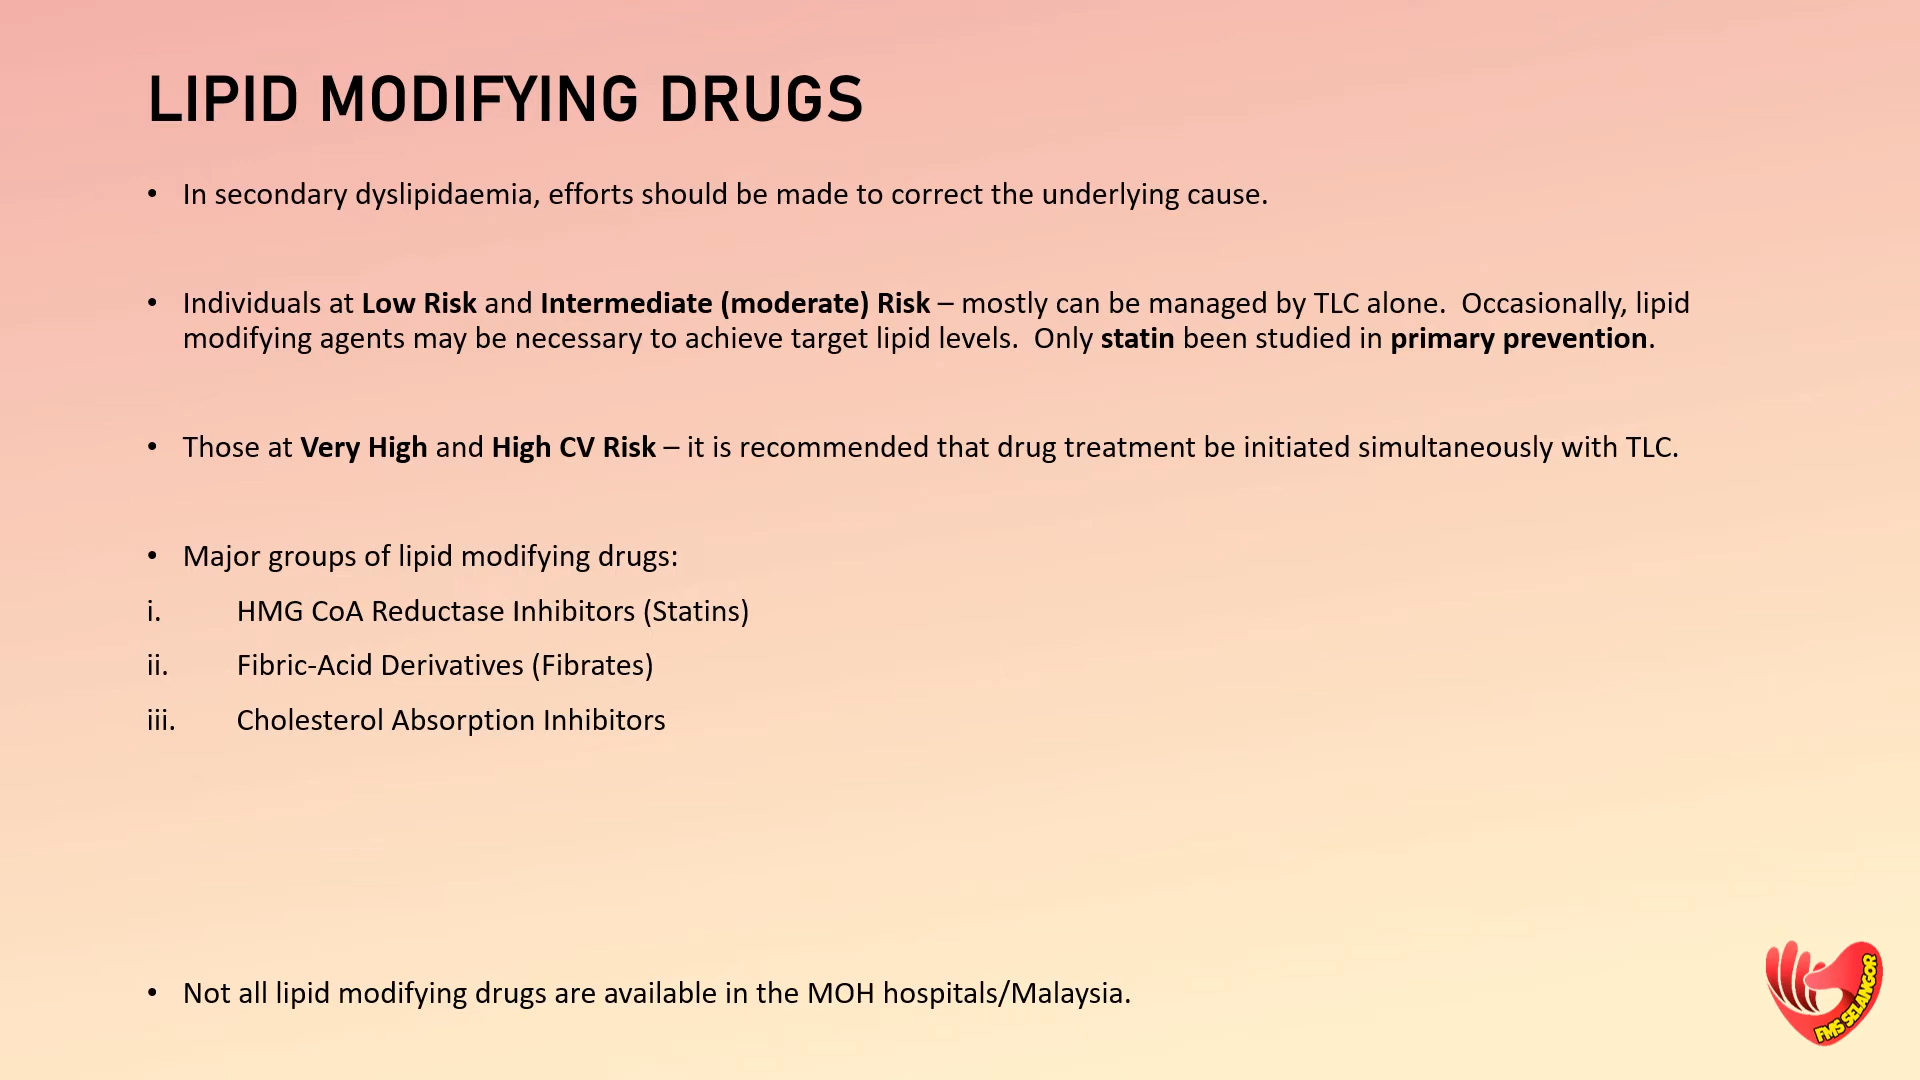 LIPID MODIFYING DRUGS
• In secondary dyslipidaemia, efforts should be made to correct the underlying cause.
• Individuals at Low Risk and Intermediate (moderate) Risk – mostly can be managed by TLC alone.  Occasionally, lipid
modifying agents may be necessary to achieve target lipid levels.  Only statin been studied in primary prevention.
• Those at Very High and High CV Risk – it is recommended that drug treatment be initiated simultaneously with TLC.
• Major groups of lipid modifying drugs:
i. HMG CoA Reductase Inhibitors (Statins)
ii. Fibric-Acid Derivatives (Fibrates)
iii. Cholesterol Absorption Inhibitors
• Not all lipid modifying drugs are available in the MOH hospitals/Malaysia.
FMS SELANGOR